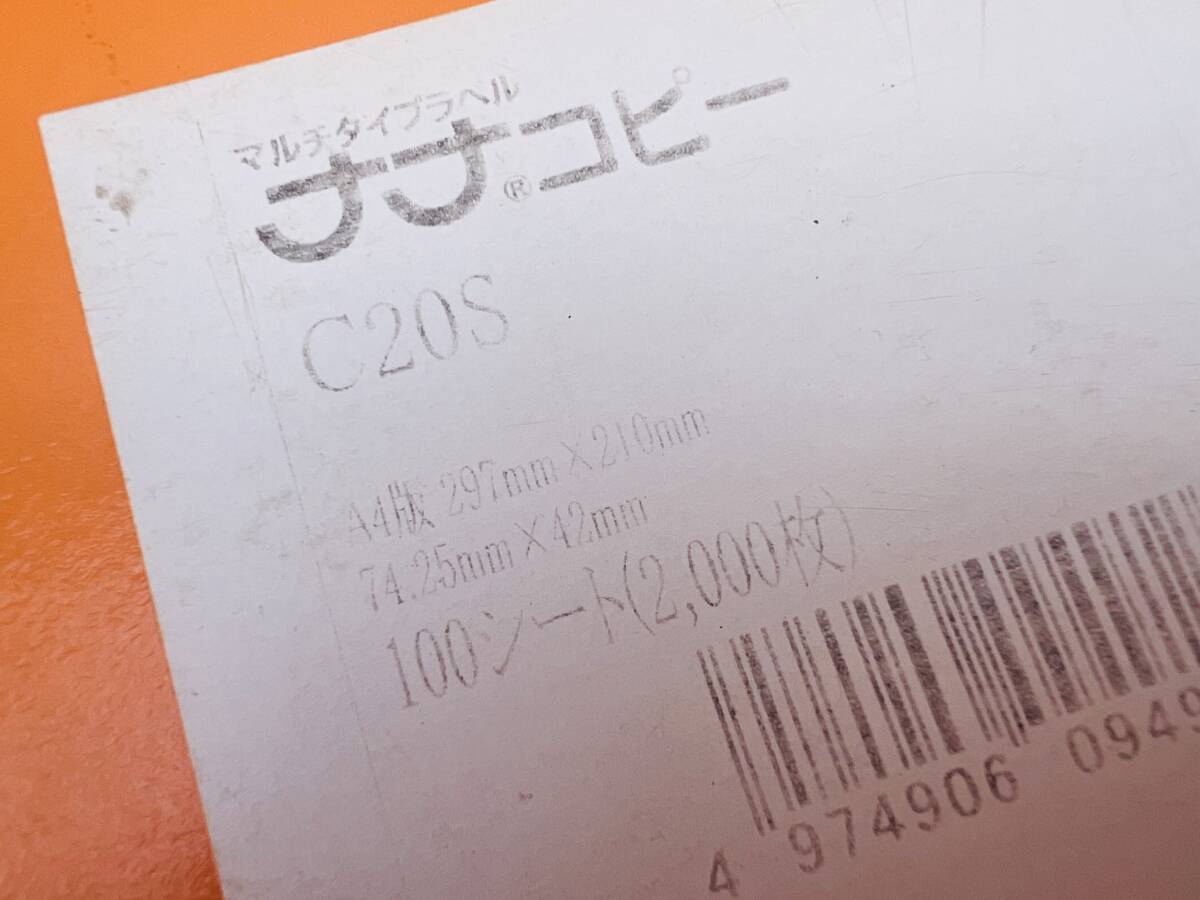 マルチタイプラベル
ナナコピー®
C20S
A4版 297mm×210mm
74.25mm×42mm
100シート(2,000枚)
4 974906 0949